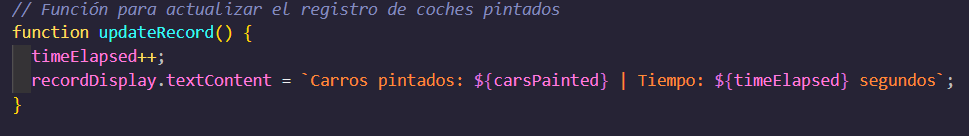 // Función para actualizar el registro de coches pintados
function updateRecord() {
  timeElapsed++;
  recordDisplay.textContent = `Carros pintados: ${carsPainted} | Tiempo: ${timeElapsed} segundos`;
}